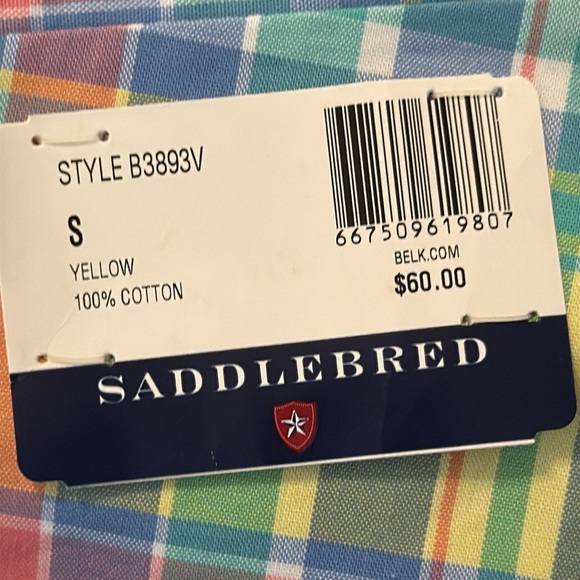 STYLE B3893V
S
YELLOW
100% COTTON
667509619807
BELK.COM
$60.00
SADDLEBRED